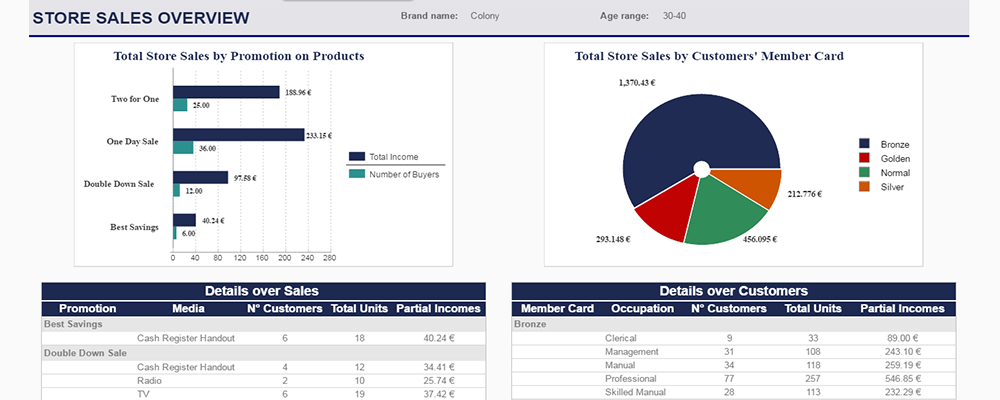 STORE SALES OVERVIEW
Brand name: Colony
Age range: 30-40
Total Store Sales by Promotion on Products
Two for One
188.96 €
25.00
One Day Sale
233.15 €
36.00
Double Down Sale
97.58 €
12.00
Best Savings
40.24 €
6.00
0 40 80 120 160 200 240 280
Total Income
Number of Buyers
Total Store Sales by Customers' Member Card
1,370.43 €
212.776 €
293.148 €
456.095 €
Bronze
Golden
Normal
Silver
Details over Sales
Promotion Media N° Customers Total Units Partial Incomes
Best Savings
Cash Register Handout 6 18 40.24 €
Double Down Sale
Cash Register Handout 4 12 34.41 €
Radio 2 10 25.74 €
TV 6 19 37.42 €
Details over Customers
Member Card Occupation N° Customers Total Units Partial Incomes
Bronze
Clerical 9 33 89.00 €
Management 31 108 243.10 €
Manual 34 118 259.19 €
Professional 77 257 546.85 €
Skilled Manual 28 113 232.29 €